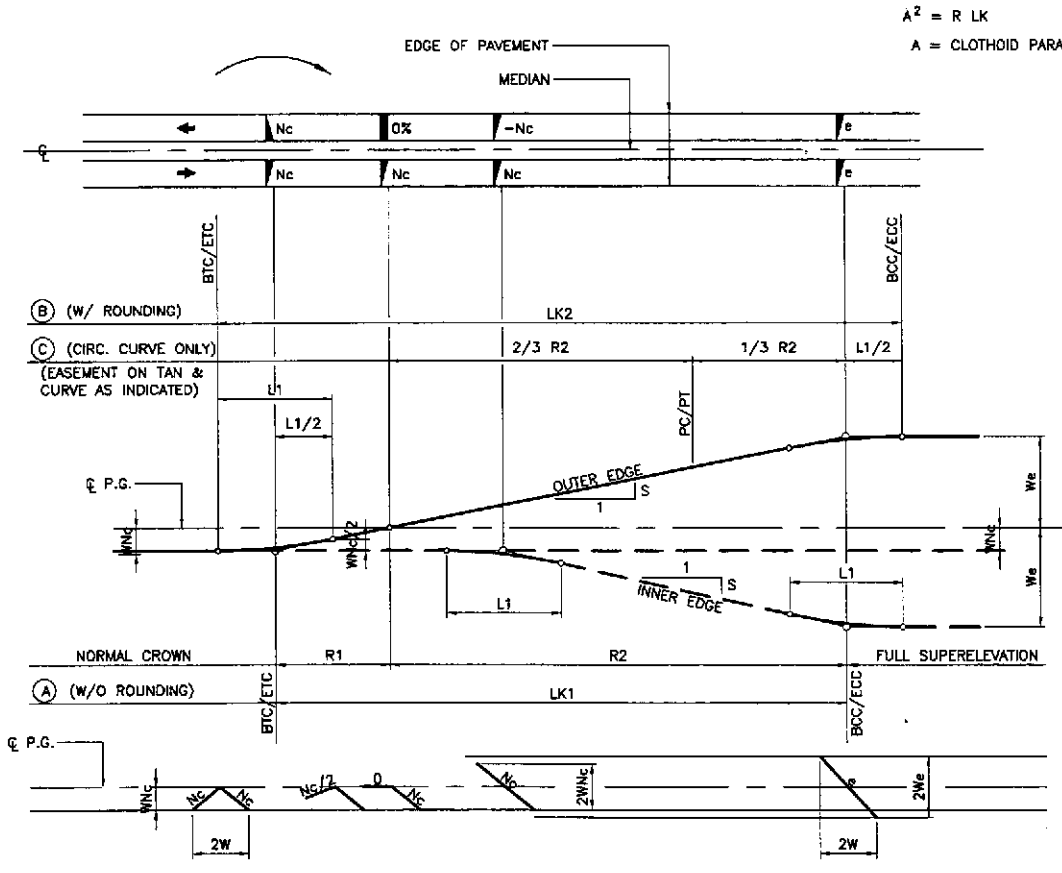 A² = R LK
A = CLOTHOID PARA
EDGE OF PAVEMENT
MEDIAN
Nc 0% -Nc e
℄
Nc Nc Nc e
BTC/ETC
BCC/ECC
B (W/ ROUNDING)
LK2
C (CIRC. CURVE ONLY)
2/3 R2 1/3 R2 L1/2
(EASEMENT ON TAN &
CURVE AS INDICATED)
L1
L1/2
PC/PT
℄ P.G.
OUTER EDGE
1 S
We
WNc
WNc/2
WNc
1 S
INNER EDGE
L1
L1
We
NORMAL CROWN R1 R2 FULL SUPERELEVATION
A (W/O ROUNDING)
BTC/ETC
LK1
BCC/ECC
℄ P.G.
WNc
Nc Nc
Nc/2 0 Nc
Nc
2WNc
e
2We
2W
2W